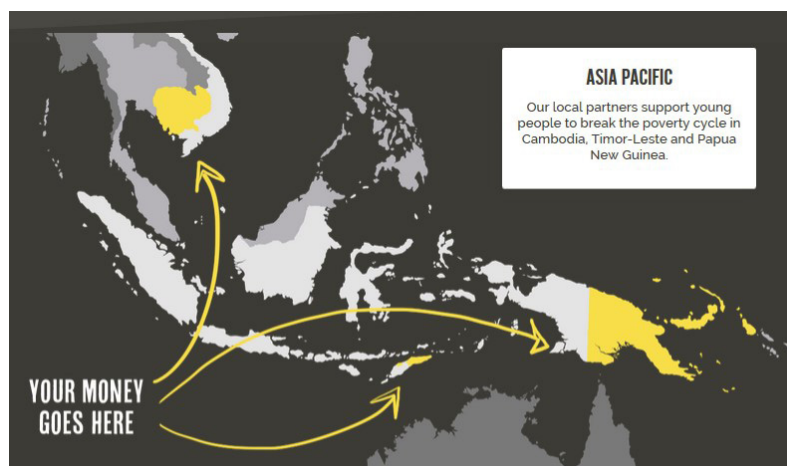 ASIA PACIFIC
Our local partners support young
people to break the poverty cycle in
Cambodia, Timor-Leste and Papua
New Guinea.
YOUR MONEY
GOES HERE